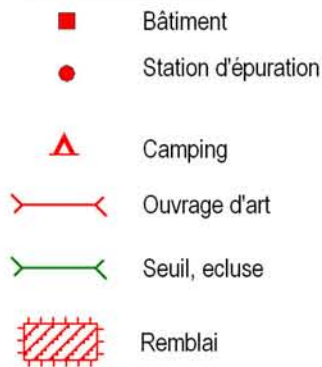 Bâtiment
Station d'épuration
Camping
Ouvrage d'art
Seuil, ecluse
Remblai